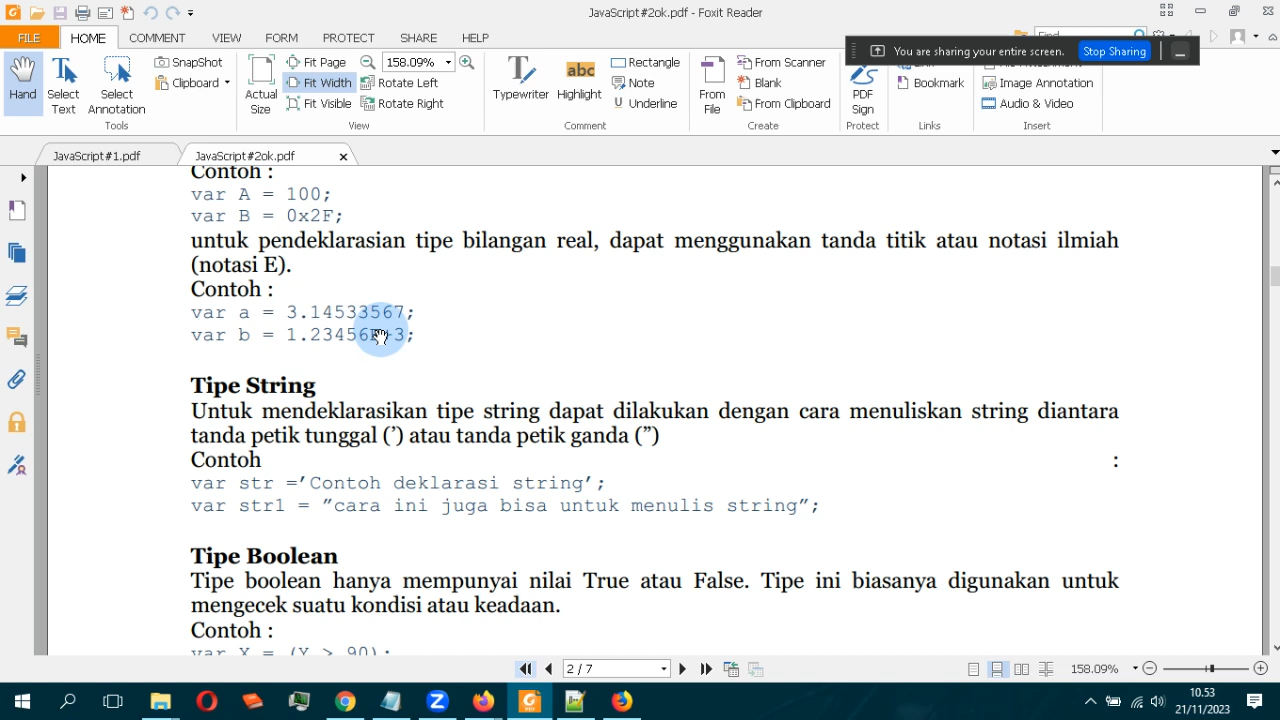 JavaScript#2ok.pdf - Foxit Reader
FILE
HOME
COMMENT
VIEW
FORM
PROTECT
SHARE
HELP
Find
You are sharing your entire screen.
Stop Sharing
Hand
Select Text
Select Annotation
SnapShot
Clipboard
Tools
Actual Size
Fit Page
Fit Width
Fit Visible
158.09%
Rotate Left
Rotate Right
View
Typewriter
Highlight
Rectangle
Note
Underline
Comment
From File
From Scanner
Blank
From Clipboard
Create
PDF Sign
Protect
Bookmark
Links
Image Annotation
Audio & Video
Insert
JavaScript#1.pdf
JavaScript#2ok.pdf
Contoh :
var A = 100;
var B = 0x2F;
untuk pendeklarasian tipe bilangan real, dapat menggunakan tanda titik atau notasi ilmiah
(notasi E).
Contoh :
var a = 3.14533567;
var b = 1.23456E+3;
Tipe String
Untuk mendeklarasikan tipe string dapat dilakukan dengan cara menuliskan string diantara
tanda petik tunggal (’) atau tanda petik ganda (”)
Contoh :
var str =’Contoh deklarasi string’;
var str1 = ”cara ini juga bisa untuk menulis string”;
Tipe Boolean
Tipe boolean hanya mempunyai nilai True atau False. Tipe ini biasanya digunakan untuk
mengecek suatu kondisi atau keadaan.
Contoh :
var X = (Y > 90);
2 / 7
158.09%
10.53
21/11/2023